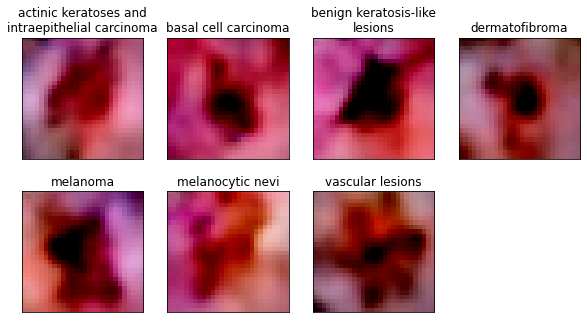 actinic keratoses and
intraepithelial carcinoma
basal cell carcinoma
benign keratosis-like
lesions
dermatofibroma
melanoma
melanocytic nevi
vascular lesions